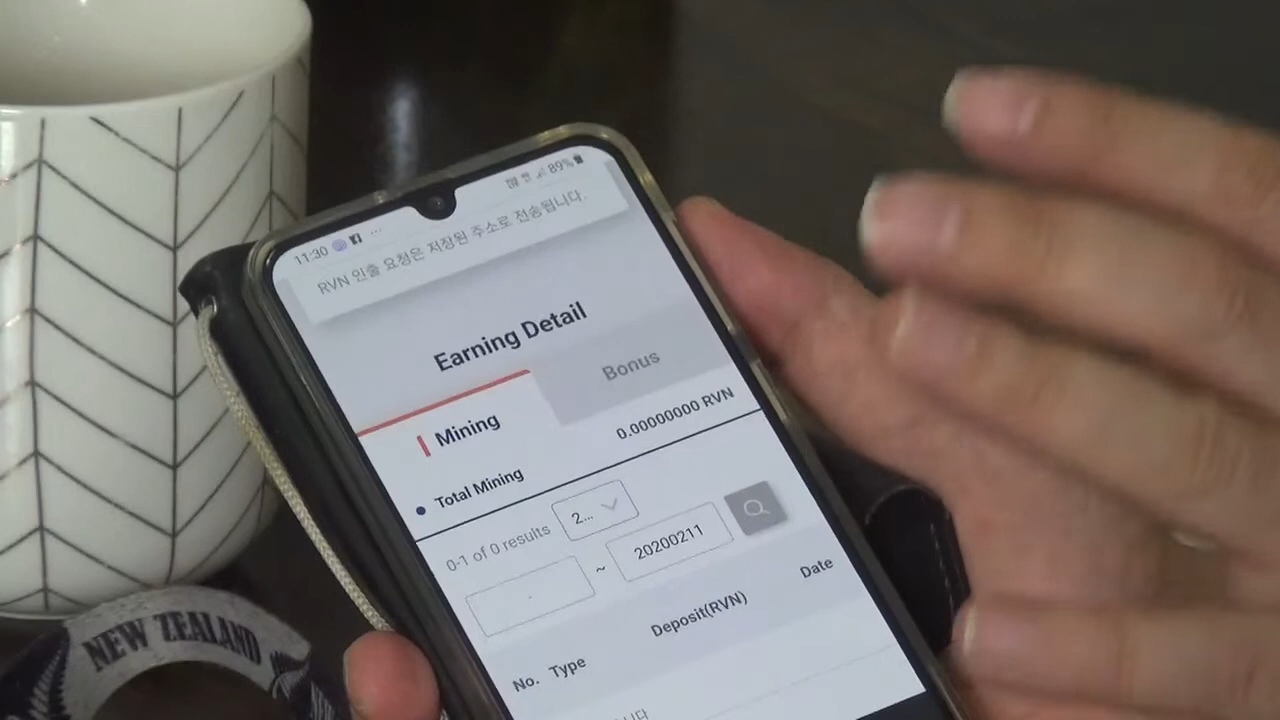 11:30
89%
RVN 인출 요청은 저장된 주소로 전송됩니다.
Earning Detail
Mining
Bonus
Total Mining
0.00000000 RVN
0-1 of 0 results
2...
~
20200211
No. Type Deposit(RVN) Date
NEW ZEALAND